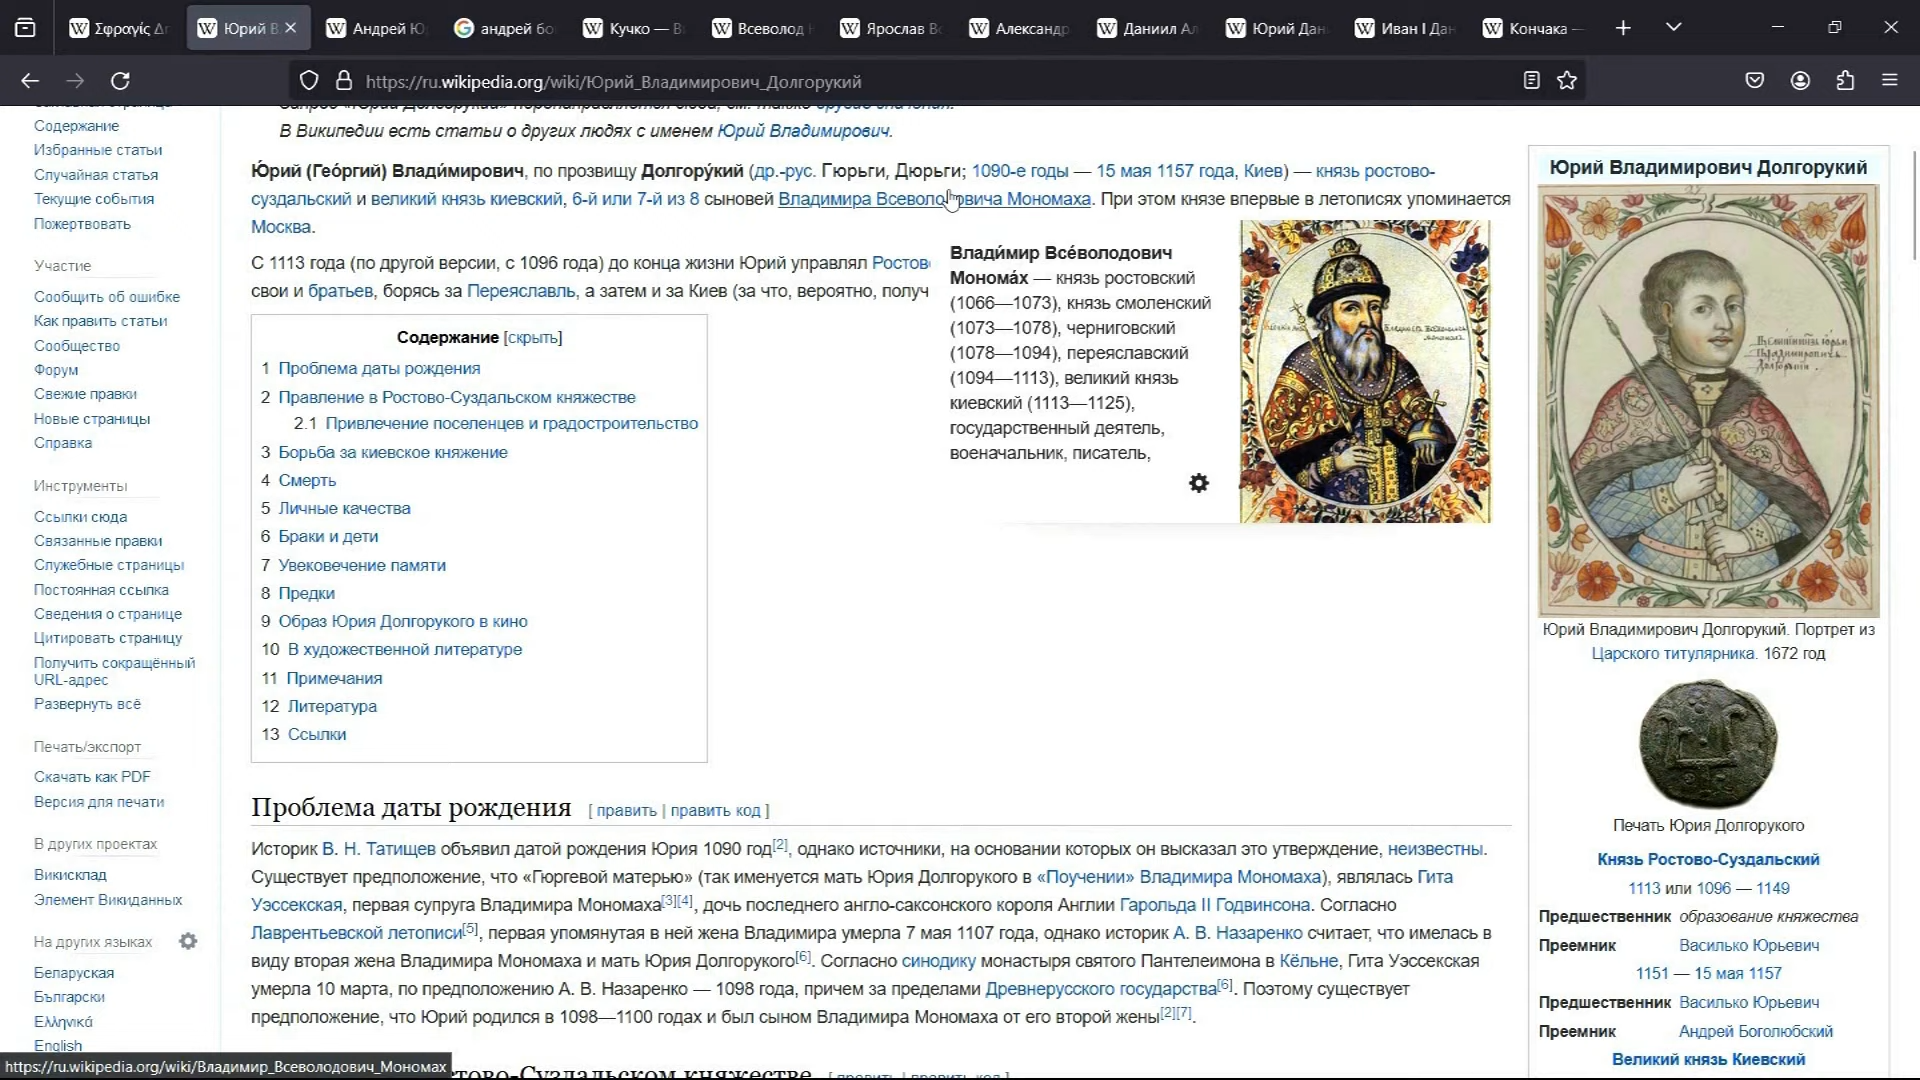 Σφραγίς Δι
Юрий В
Андрей Ю
андрей бо
Кучко — В
Всеволод
Ярослав Вс
Александр
Даниил Ал
Юрий Дан
Иван I Дан
Кончака —
https://ru.wikipedia.org/wiki/Юрий_Владимирович_Долгорукий
Содержание
Избранные статьи
Случайная статья
Текущие события
Пожертвовать
Участие
Сообщить об ошибке
Как править статьи
Сообщество
Форум
Свежие правки
Новые страницы
Справка
Инструменты
Ссылки сюда
Связанные правки
Служебные страницы
Постоянная ссылка
Сведения о странице
Цитировать страницу
Получить сокращённый
URL-адрес
Развернуть всё
Печать/экспорт
Скачать как PDF
Версия для печати
В других проектах
Викисклад
Элемент Викиданных
На других языках
Беларуская
Български
Ελληνικά
English
https://ru.wikipedia.org/wiki/Владимир_Всеволодович_Мономах
В Википедии есть статьи о других людях с именем Юрий Владимирович.
Ю́рий (Гео́ргий) Влади́мирович, по прозвищу Долгору́кий (др.-рус. Гюрьги, Дюрьги; 1090-е годы — 15 мая 1157 года, Киев) — князь ростово-
суздальский и великий князь киевский, 6-й или 7-й из 8 сыновей Владимира Всеволодовича Мономаха. При этом князе впервые в летописях упоминается
Москва.
С 1113 года (по другой версии, с 1096 года) до конца жизни Юрий управлял Ростов
свои и братьев, борясь за Переяславль, а затем и за Киев (за что, вероятно, получ
Влади́мир Все́володович
Монома́х — князь ростовский
(1066—1073), князь смоленский
(1073—1078), черниговский
(1078—1094), переяславский
(1094—1113), великий князь
киевский (1113—1125),
государственный деятель,
военачальник, писатель,
Содержание [скрыть]
1 Проблема даты рождения
2 Правление в Ростово-Суздальском княжестве
2.1 Привлечение поселенцев и градостроительство
3 Борьба за киевское княжение
4 Смерть
5 Личные качества
6 Браки и дети
7 Увековечение памяти
8 Предки
9 Образ Юрия Долгорукого в кино
10 В художественной литературе
11 Примечания
12 Литература
13 Ссылки
Проблема даты рождения [ править | править код ]
Историк В. Н. Татищев объявил датой рождения Юрия 1090 год[2], однако источники, на основании которых он высказал это утверждение, неизвестны.
Существует предположение, что «Гюргевой матерью» (так именуется мать Юрия Долгорукого в «Поучении» Владимира Мономаха), являлась Гита
Уэссекская, первая супруга Владимира Мономаха[3][4], дочь последнего англо-саксонского короля Англии Гарольда II Годвинсона. Согласно
Лаврентьевской летописи[5], первая упомянутая в ней жена Владимира умерла 7 мая 1107 года, однако историк А. В. Назаренко считает, что имелась в
виду вторая жена Владимира Мономаха и мать Юрия Долгорукого[6]. Согласно синодику монастыря святого Пантелеимона в Кёльне, Гита Уэссекская
умерла 10 марта, по предположению А. В. Назаренко — 1098 года, причем за пределами Древнерусского государства[6]. Поэтому существует
предположение, что Юрий родился в 1098—1100 годах и был сыном Владимира Мономаха от его второй жены[2][7].
стово-Суздальском княжестве [ править | править код ]
Юрий Владимирович Долгорукий
Юрий Владимирович Долгорукий. Портрет из
Царского титулярника. 1672 год
Печать Юрия Долгорукого
Князь Ростово-Суздальский
1113 или 1096 — 1149
Предшественник образование княжества
Преемник Василько Юрьевич
1151 — 15 мая 1157
Предшественник Василько Юрьевич
Преемник Андрей Боголюбский
Великий князь Киевский